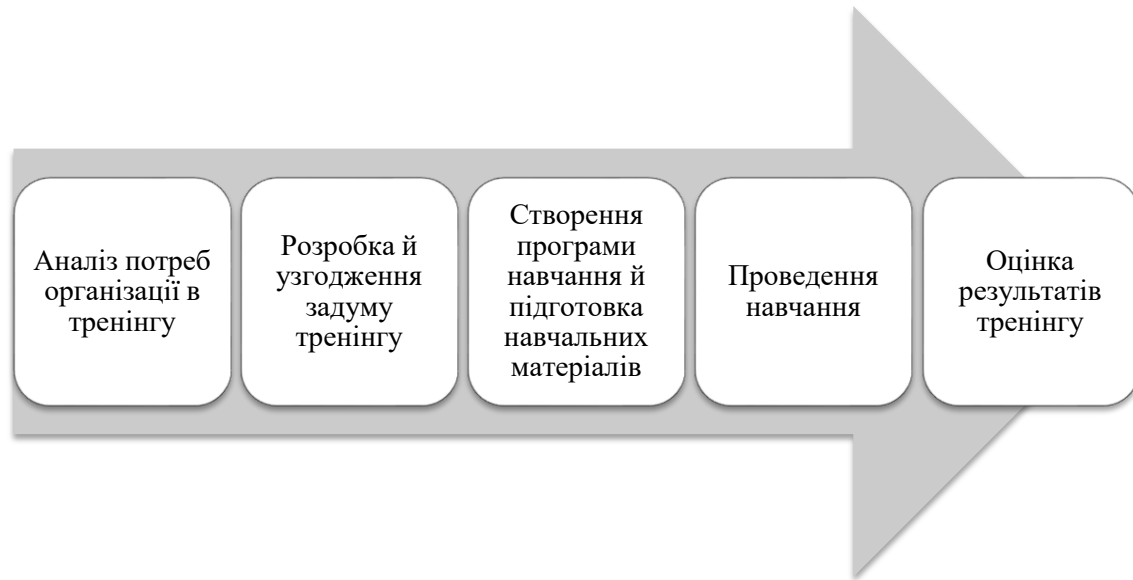 Аналіз потреб
організації в
тренінгу
Розробка й
узгодження
задуму
тренінгу
Створення
програми
навчання й
підготовка
навчальних
матеріалів
Проведення
навчання
Оцінка
результатів
тренінгу